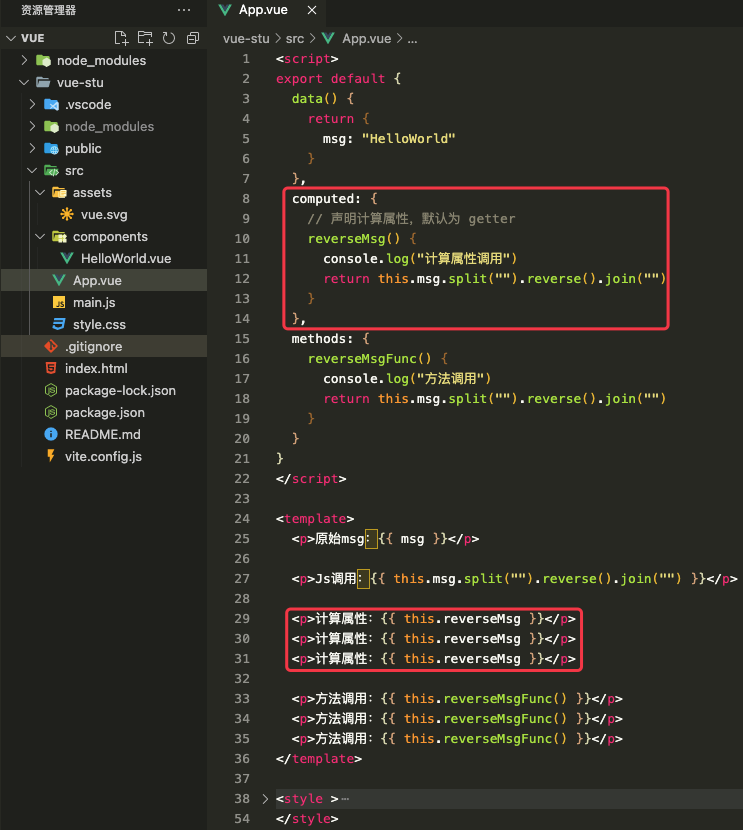 资源管理器
···
VUE
node_modules
vue-stu
.vscode
node_modules
public
src
assets
vue.svg
components
HelloWorld.vue
App.vue
main.js
style.css
.gitignore
index.html
package-lock.json
package.json
README.md
vite.config.js
App.vue ×
vue-stu > src > App.vue > ...
1 <script>
2 export default {
3 data() {
4 return {
5 msg: "HelloWorld"
6 }
7 },
8 computed: {
9 // 声明计算属性，默认为 getter
10 reverseMsg() {
11 console.log("计算属性调用")
12 return this.msg.split("").reverse().join("")
13 }
14 },
15 methods: {
16 reverseMsgFunc() {
17 console.log("方法调用")
18 return this.msg.split("").reverse().join("")
19 }
20 }
21 }
22 </script>
23
24 <template>
25 <p>原始msg：{{ msg }}</p>
26
27 <p>Js调用：{{ this.msg.split("").reverse().join("") }}</p>
28
29 <p>计算属性：{{ this.reverseMsg }}</p>
30 <p>计算属性：{{ this.reverseMsg }}</p>
31 <p>计算属性：{{ this.reverseMsg }}</p>
32
33 <p>方法调用：{{ this.reverseMsgFunc() }}</p>
34 <p>方法调用：{{ this.reverseMsgFunc() }}</p>
35 <p>方法调用：{{ this.reverseMsgFunc() }}</p>
36 </template>
37
38 > <style >···
54 </style>